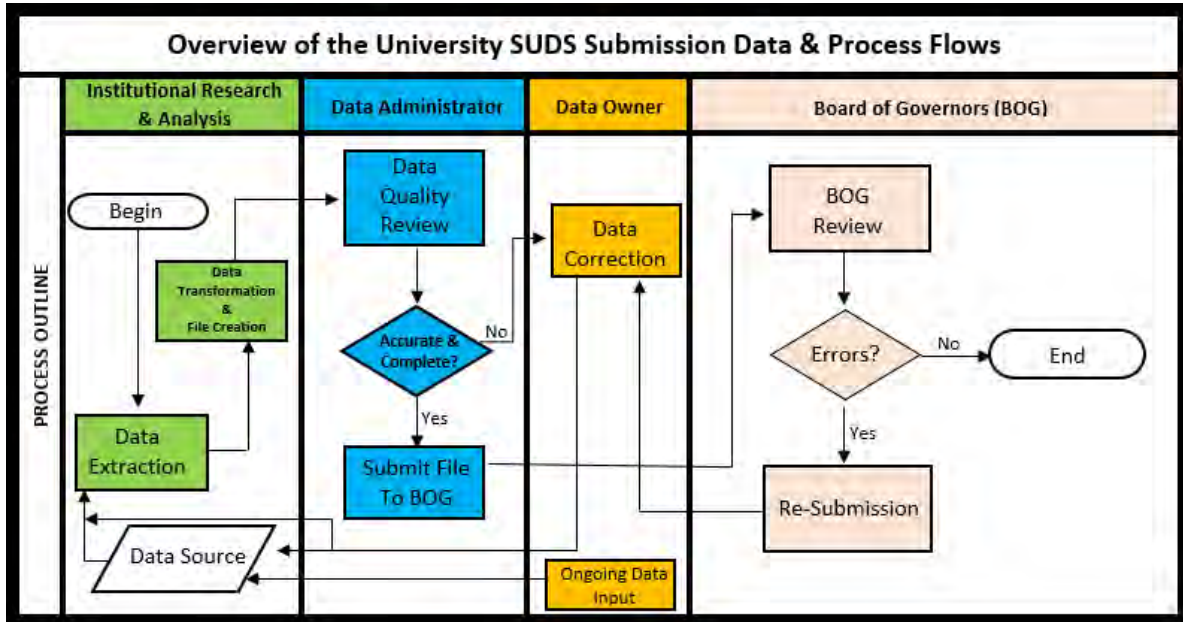 Overview of the University SUDS Submission Data & Process Flows
PROCESS OUTLINE
Institutional Research
& Analysis
Data Administrator
Data Owner
Board of Governors (BOG)
Begin
Data
Transformation
&
File Creation
Data
Extraction
Data Source
Data
Quality
Review
Accurate &
Complete?
No
Yes
Submit File
To BOG
Data
Correction
Ongoing Data
Input
BOG
Review
Errors?
No
End
Yes
Re-Submission